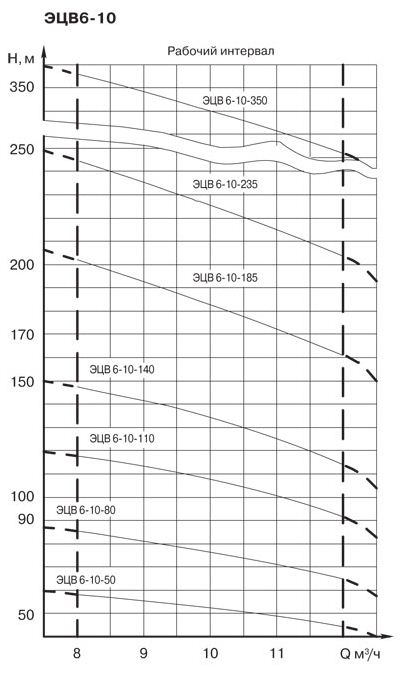 ЭЦВ6-10
Рабочий интервал
Н, м
350
ЭЦВ 6-10-350
250
ЭЦВ 6-10-235
200
ЭЦВ 6-10-185
170
150
ЭЦВ 6-10-140
ЭЦВ 6-10-110
100
90
ЭЦВ 6-10-80
ЭЦВ 6-10-50
50
8 9 10 11 Q м³/ч